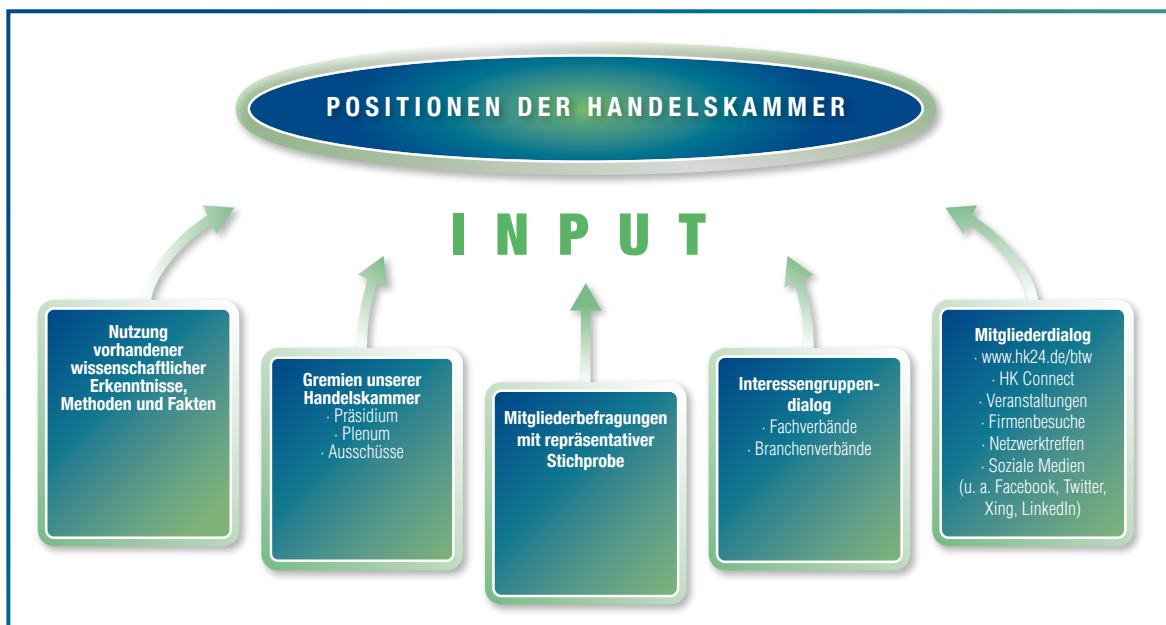 POSITIONEN DER HANDELSKAMMER
INPUT
Nutzung
vorhandener
wissenschaftlicher
Erkenntnisse,
Methoden und Fakten
Gremien unserer
Handelskammer
· Präsidium
· Plenum
· Ausschüsse
Mitgliederbefragungen
mit repräsentativer
Stichprobe
Interessengruppen-
dialog
· Fachverbände
· Branchenverbände
Mitgliederdialog
· www.hk24.de/btw
· HK Connect
· Veranstaltungen
· Firmenbesuche
· Netzwerktreffen
· Soziale Medien
(u. a. Facebook, Twitter,
Xing, LinkedIn)